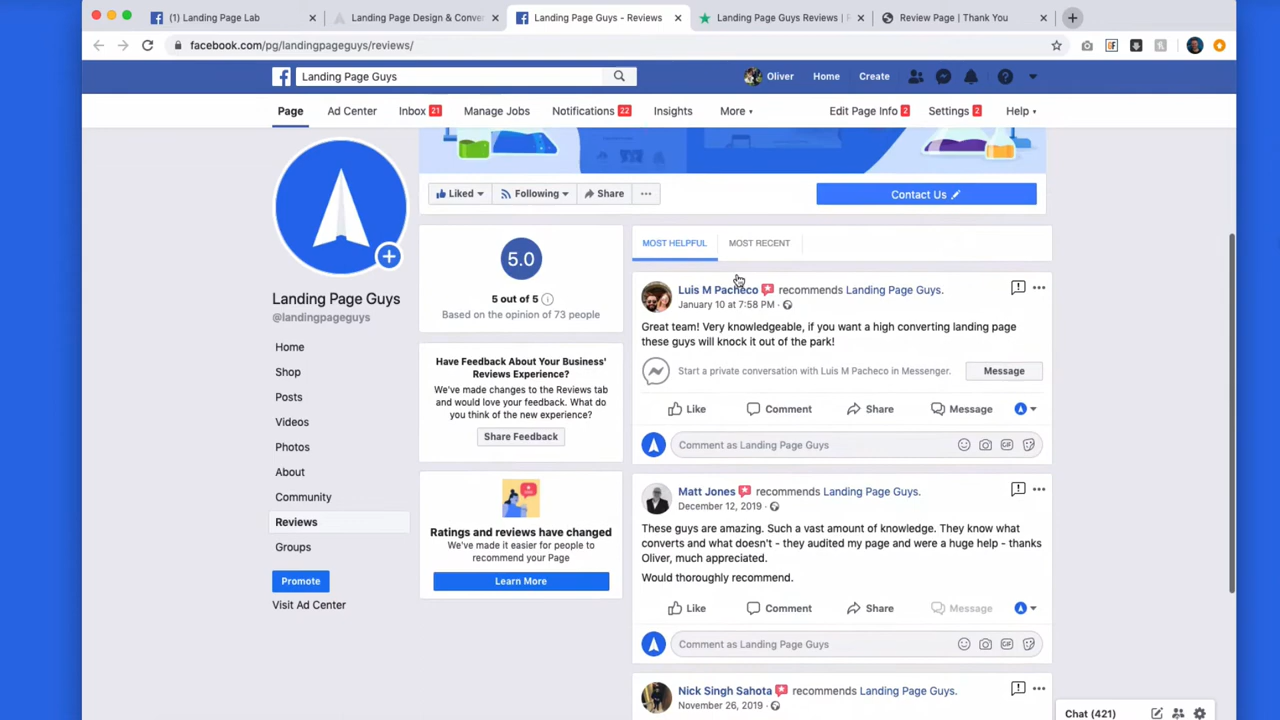 (1) Landing Page Lab
Landing Page Design & Conver
Landing Page Guys - Reviews
Landing Page Guys Reviews | R
Review Page | Thank You
facebook.com/pg/landingpageguys/reviews/
Landing Page Guys
Oliver
Home
Create
Page
Ad Center
Inbox 21
Manage Jobs
Notifications 22
Insights
More
Edit Page Info 2
Settings 2
Help
Liked
Following
Share
Contact Us
Landing Page Guys
@landingpageguys
Home
Shop
Posts
Videos
Photos
About
Community
Reviews
Groups
Promote
Visit Ad Center
5.0
5 out of 5
Based on the opinion of 73 people
Have Feedback About Your Business'
Reviews Experience?
We've made changes to the Reviews tab
and would love your feedback. What do
you think of the new experience?
Share Feedback
Ratings and reviews have changed
We've made it easier for people to
recommend your Page
Learn More
MOST HELPFUL
MOST RECENT
Luis M Pacheco recommends Landing Page Guys.
January 10 at 7:58 PM
Great team! Very knowledgeable, if you want a high converting landing page
these guys will knock it out of the park!
Start a private conversation with Luis M Pacheco in Messenger.
Message
Like
Comment
Share
Message
Comment as Landing Page Guys
GIF
Matt Jones recommends Landing Page Guys.
December 12, 2019
These guys are amazing. Such a vast amount of knowledge. They know what
converts and what doesn't - they audited my page and were a huge help - thanks
Oliver, much appreciated.
Would thoroughly recommend.
Like
Comment
Share
Message
Comment as Landing Page Guys
GIF
Nick Singh Sahota recommends Landing Page Guys.
November 26, 2019
Chat (421)